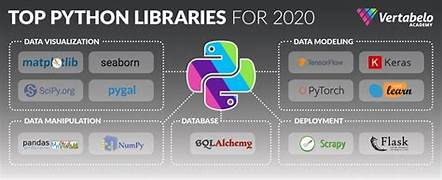 TOP PYTHON LIBRARIES FOR 2020
Vertabelo
ACADEMY
DATA VISUALIZATION
matplotlib
seaborn
SciPy.org
pygal
DATA MODELING
TensorFlow
Keras
PyTorch
learn
DATA MANIPULATION
pandas
NumPy
DATABASE
SQLAlchemy
DEPLOYMENT
Scrapy
Flask